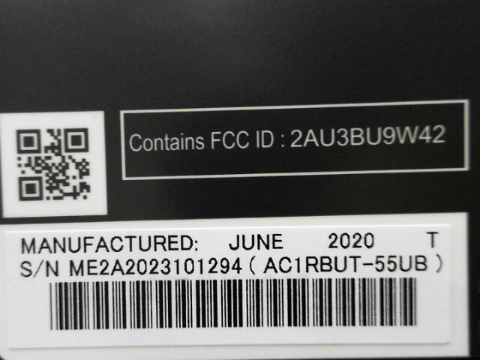 Contains FCC ID : 2AU3BU9W42
MANUFACTURED: JUNE 2020 T
S/N ME2A2023101294 ( AC1RBUT-55UB )